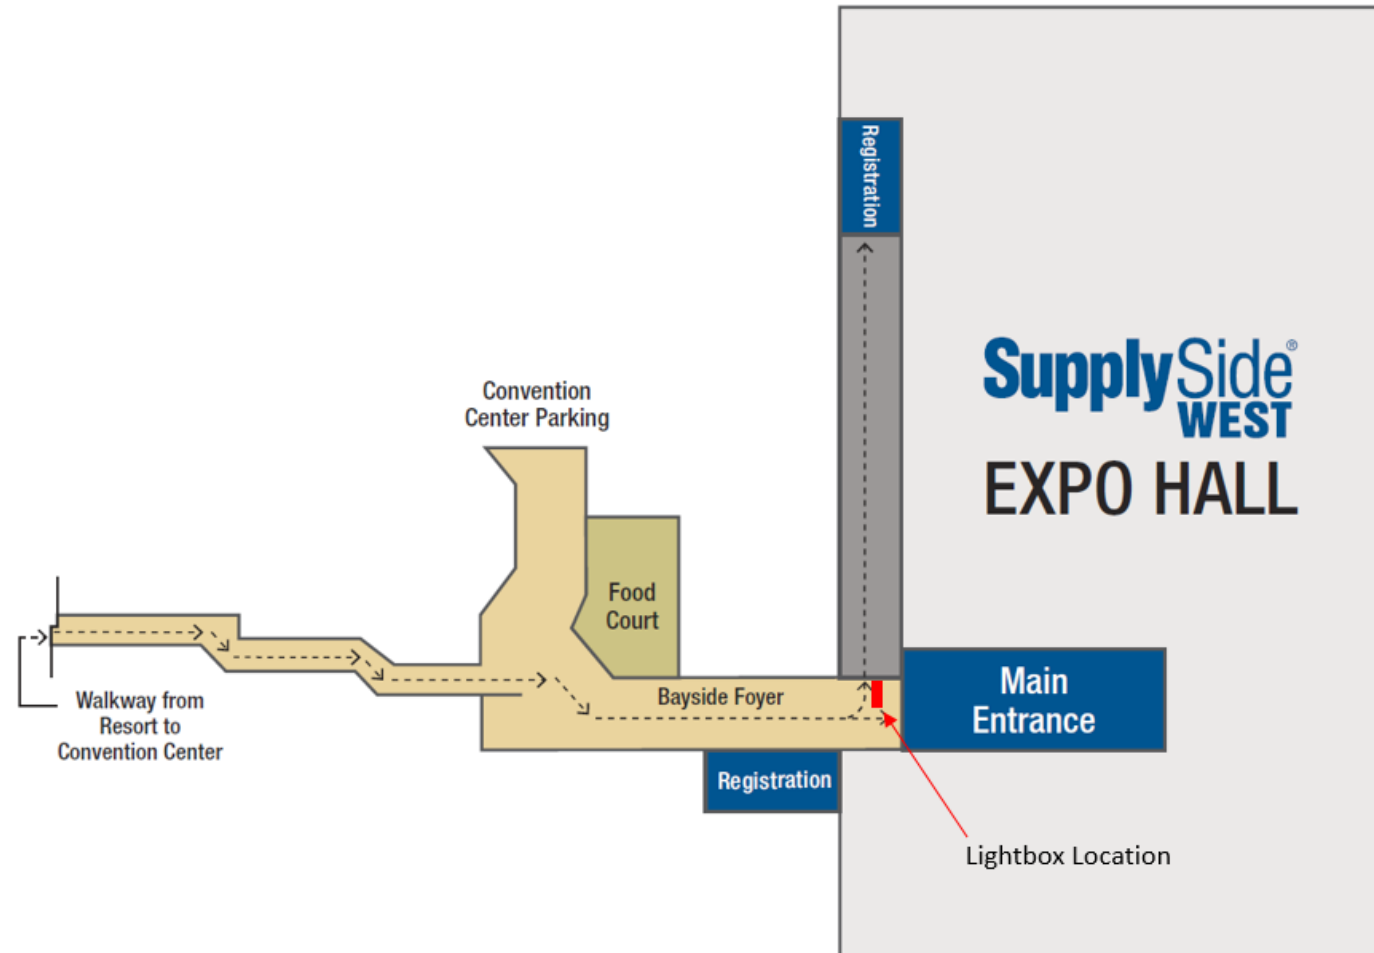 Registration
SupplySide®
WEST
EXPO HALL
Convention
Center Parking
Food
Court
Main
Entrance
Bayside Foyer
Walkway from
Resort to
Convention Center
Registration
Lightbox Location